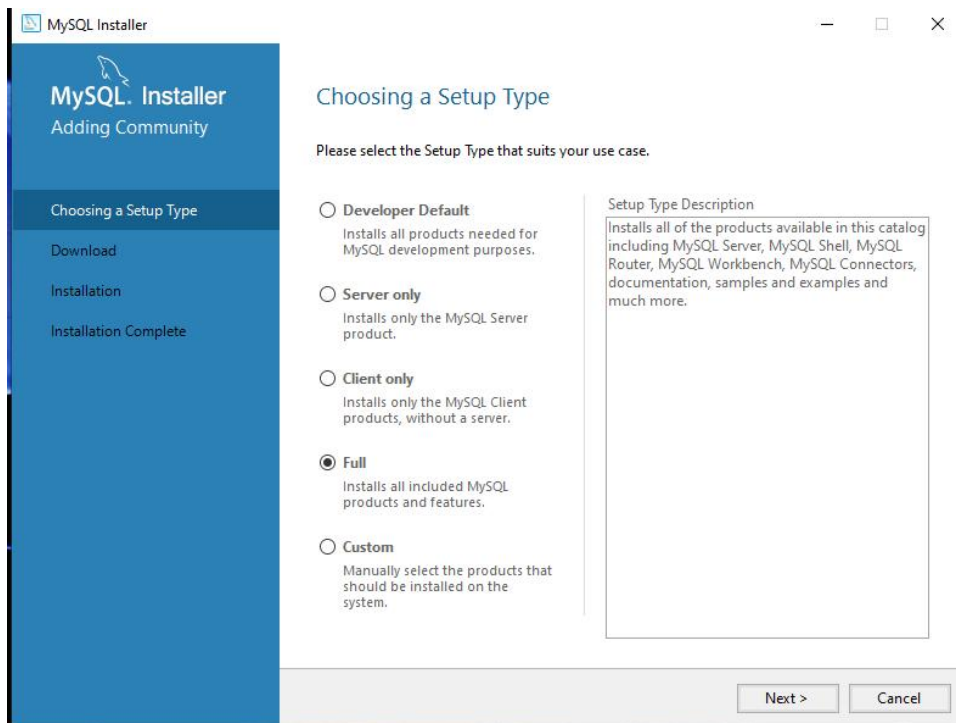 MySQL Installer
MySQL. Installer
Adding Community
Choosing a Setup Type
Download
Installation
Installation Complete
Choosing a Setup Type
Please select the Setup Type that suits your use case.
Developer Default
Installs all products needed for
MySQL development purposes.
Server only
Installs only the MySQL Server
product.
Client only
Installs only the MySQL Client
products, without a server.
Full
Installs all included MySQL
products and features.
Custom
Manually select the products that
should be installed on the
system.
Setup Type Description
Installs all of the products available in this catalog
including MySQL Server, MySQL Shell, MySQL
Router, MySQL Workbench, MySQL Connectors,
documentation, samples and examples and
much more.
Next >
Cancel